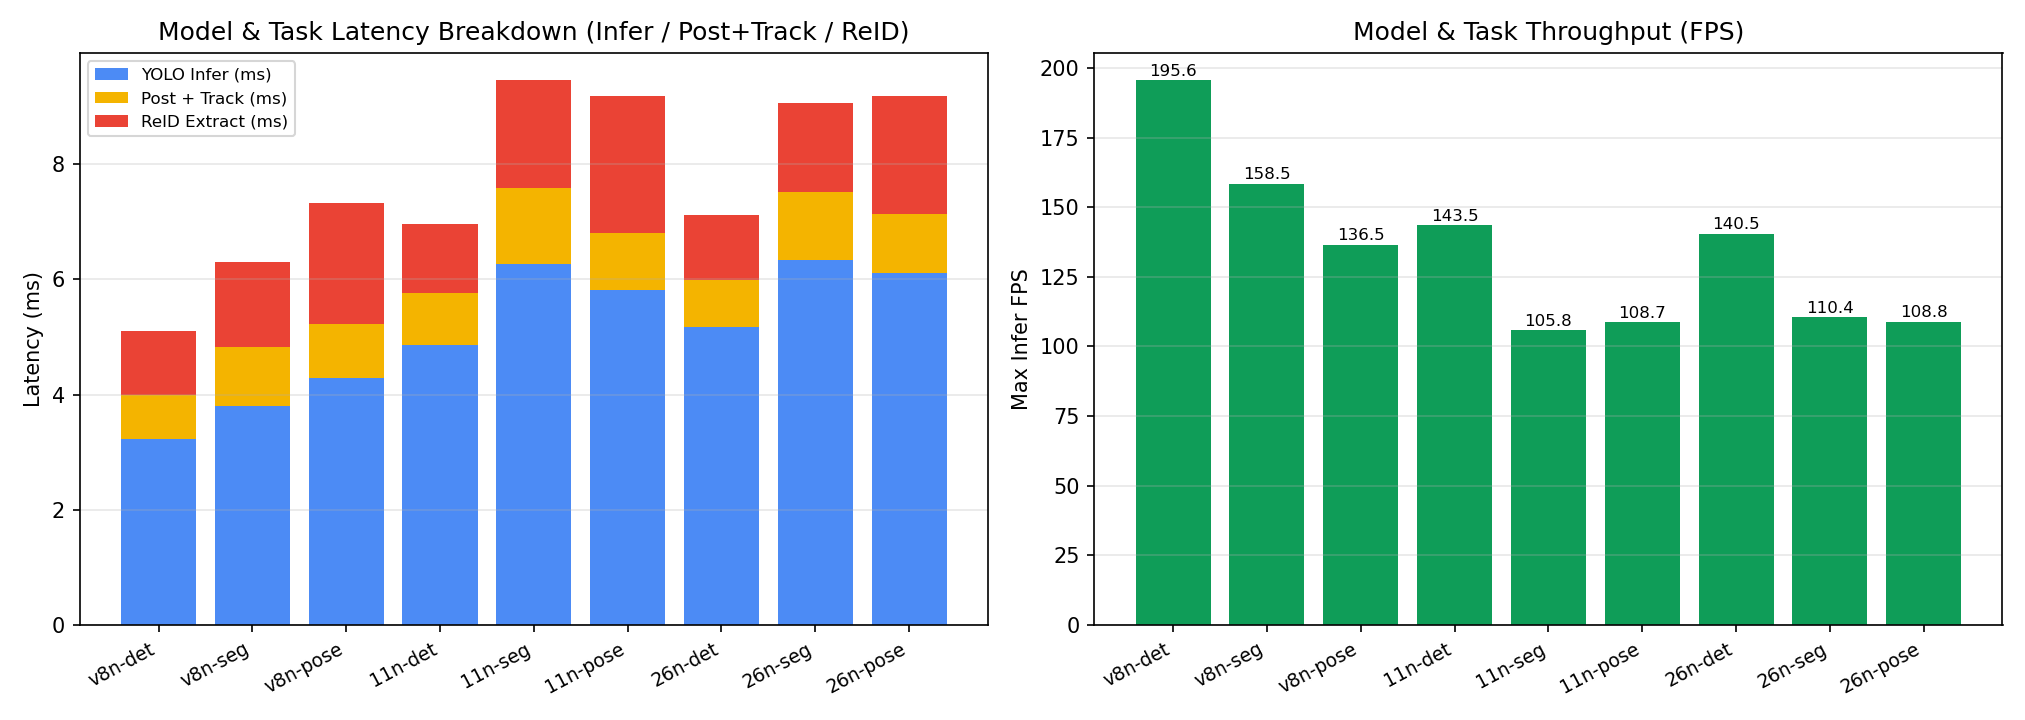 Model & Task Latency Breakdown (Infer / Post+Track / ReID)
YOLO Infer (ms)
Post + Track (ms)
ReID Extract (ms)
Latency (ms)
8
6
4
2
0
v8n-det
v8n-seg
v8n-pose
11n-det
11n-seg
11n-pose
26n-det
26n-seg
26n-pose
Model & Task Throughput (FPS)
Max Infer FPS
200
175
150
125
100
75
50
25
0
195.6
158.5
136.5
143.5
105.8
108.7
140.5
110.4
108.8
v8n-det
v8n-seg
v8n-pose
11n-det
11n-seg
11n-pose
26n-det
26n-seg
26n-pose